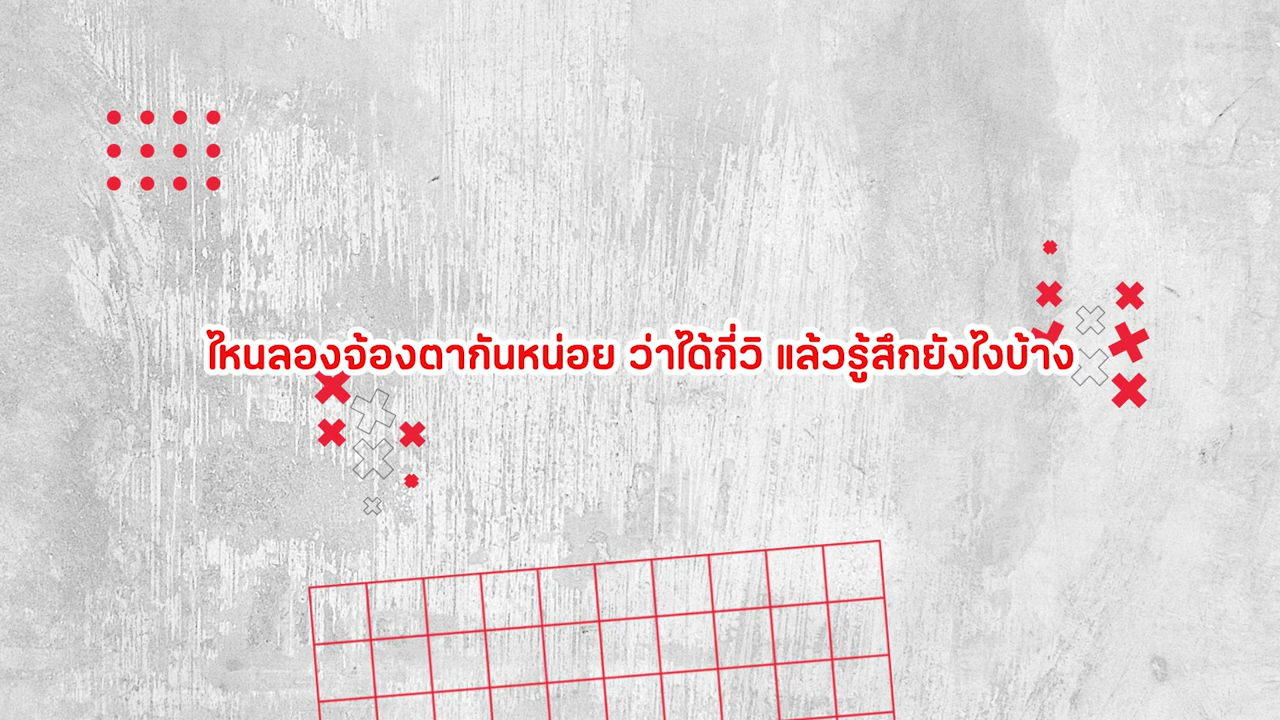 ไหนลองจ้องตากันหน่อย ว่าได้กี่วิ แล้วรู้สึกยังไงบ้าง